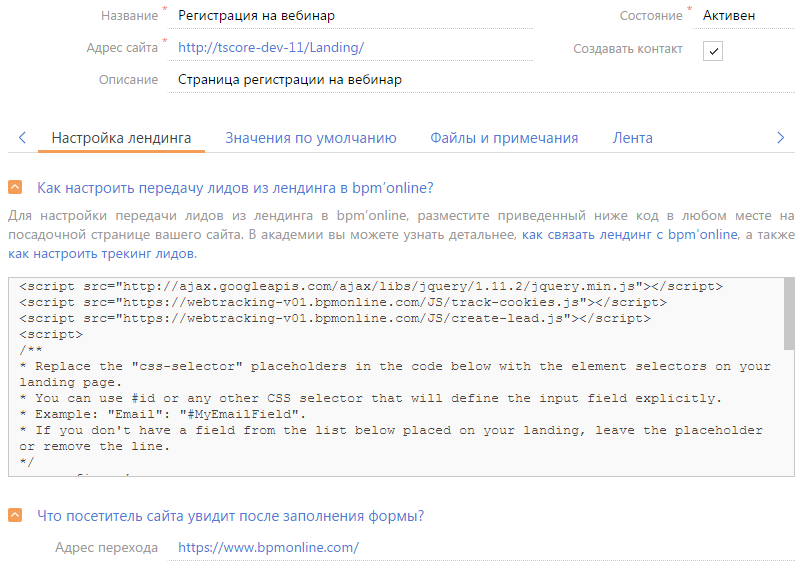 Название * Регистрация на вебинар Состояние * Активен
Адрес сайта * http://tscore-dev-11/Landing/ Создавать контакт
Описание Страница регистрации на вебинар
Настройка лендинга Значения по умолчанию Файлы и примечания Лента
Как настроить передачу лидов из лендинга в bpm'online?
Для настройки передачи лидов из лендинга в bpm'online, разместите приведенный ниже код в любом месте на
посадочной странице вашего сайта. В академии вы можете узнать детальнее, как связать лендинг с bpm'online, а также
как настроить трекинг лидов.
<script src="http://ajax.googleapis.com/ajax/libs/jquery/1.11.2/jquery.min.js"></script>
<script src="https://webtracking-v01.bpmonline.com/JS/track-cookies.js"></script>
<script src="https://webtracking-v01.bpmonline.com/JS/create-lead.js"></script>
<script>
/**
* Replace the "css-selector" placeholders in the code below with the element selectors on your
landing page.
* You can use #id or any other CSS selector that will define the input field explicitly.
* Example: "Email": "#MyEmailField".
* If you don't have a field from the list below placed on your landing, leave the placeholder
or remove the line.
*/
Что посетитель сайта увидит после заполнения формы?
Адрес перехода https://www.bpmonline.com/